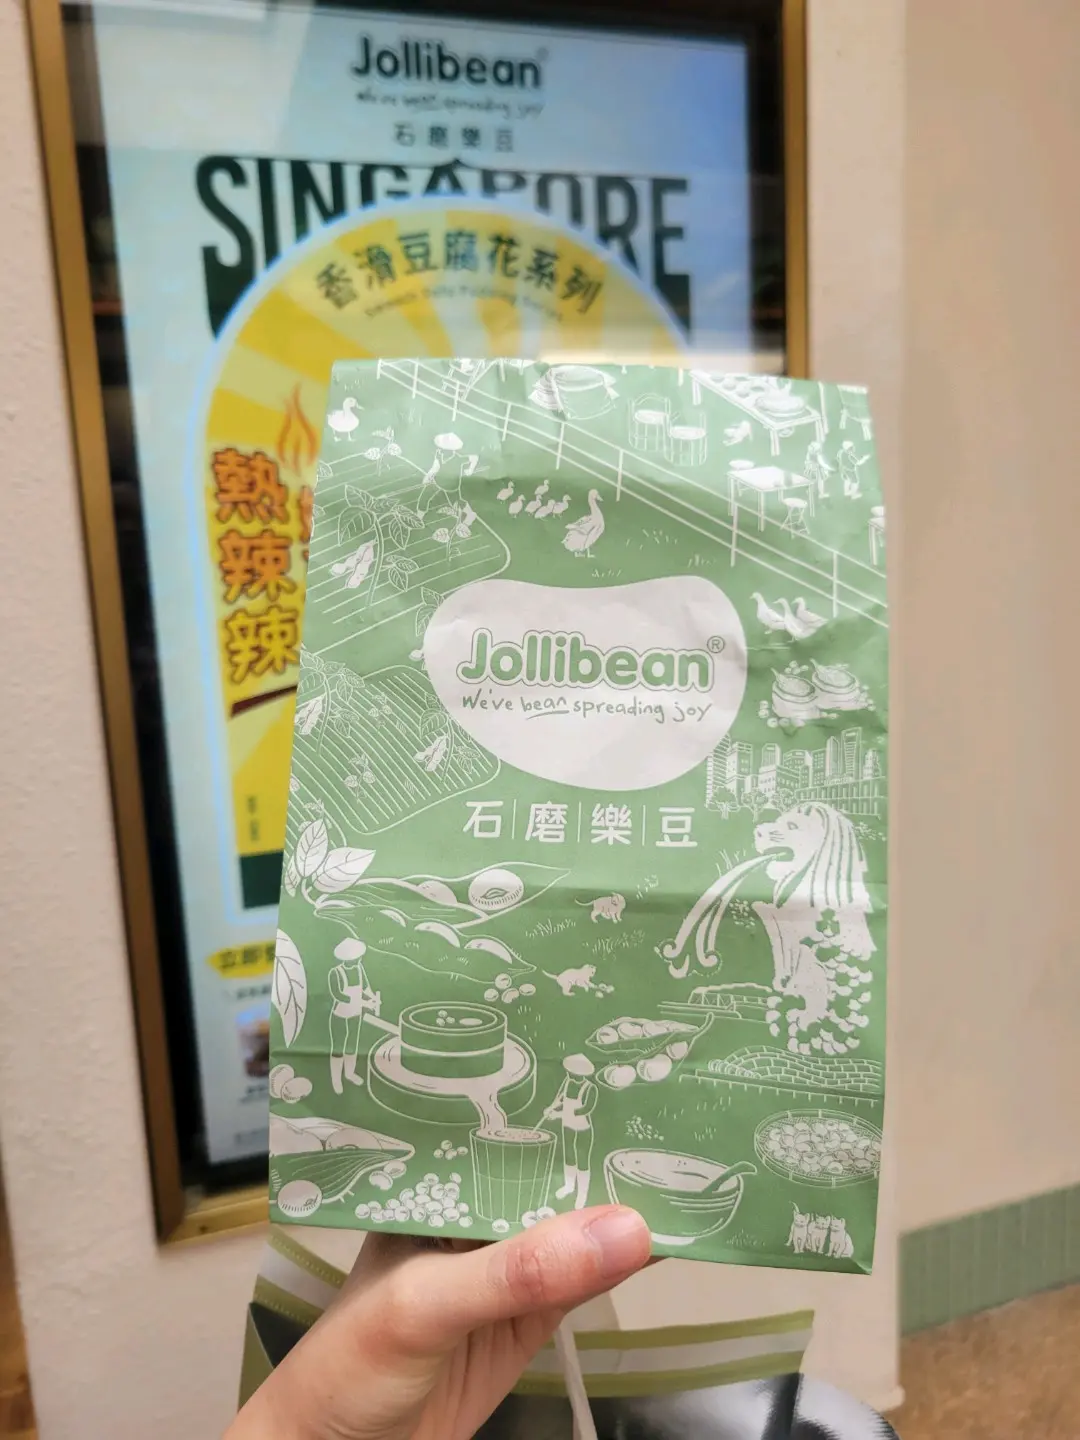 Jollibean
We've bean spreading joy
石磨樂豆
SINGAPORE
香滑豆腐花系列
熱
辣
辣
Jollibean®
We've bean spreading joy
石磨樂豆